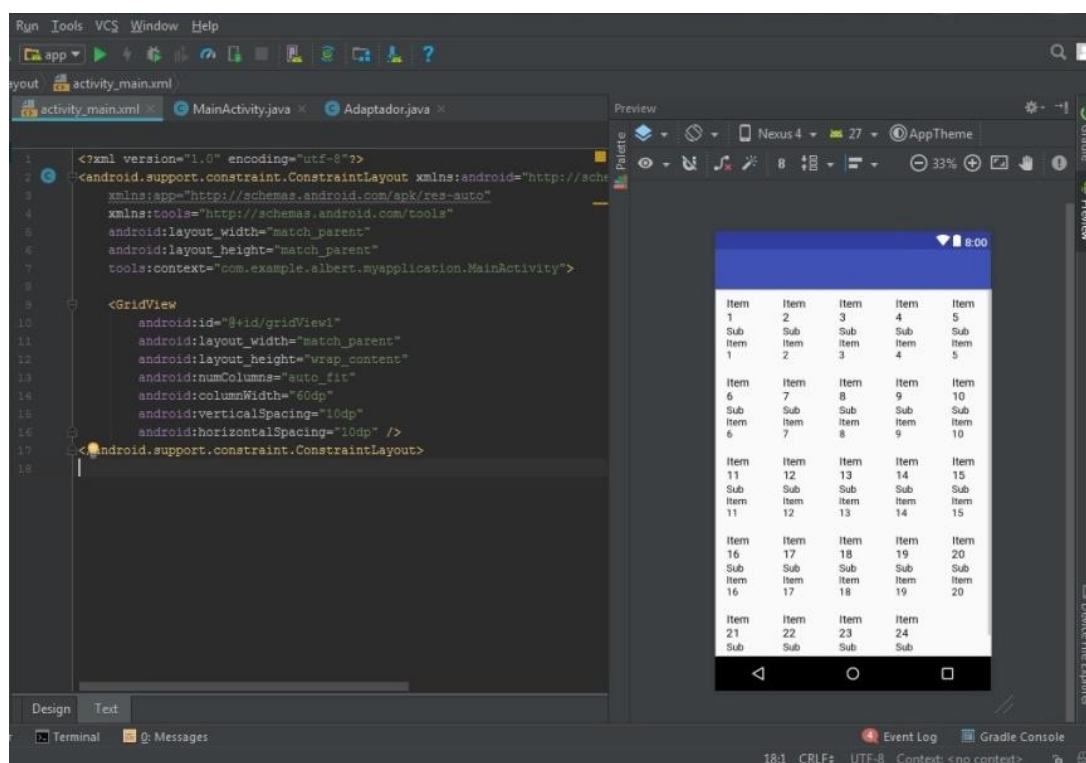 Run Tools VCS Window Help
app
ayout activity_main.xml
activity_main.xml MainActivity.java Adaptador.java
Preview
Nexus 4 27 AppTheme
33%
Palette
Preview
1 <?xml version="1.0" encoding="utf-8"?>
2 <android.support.constraint.ConstraintLayout xmlns:android="http://sche
3 xmlns:app="http://schemas.android.com/apk/res-auto"
4 xmlns:tools="http://schemas.android.com/tools"
5 android:layout_width="match_parent"
6 android:layout_height="match_parent"
7 tools:context="com.example.albert.myapplication.MainActivity">
8
9 <GridView
10 android:id="@+id/gridView1"
11 android:layout_width="match_parent"
12 android:layout_height="wrap_content"
13 android:numColumns="auto_fit"
14 android:columnWidth="60dp"
15 android:verticalSpacing="10dp"
16 android:horizontalSpacing="10dp" />
17 </android.support.constraint.ConstraintLayout>
18
8:00
Item Item Item Item Item
1 2 3 4 5
Sub Sub Sub Sub Sub
Item Item Item Item Item
1 2 3 4 5
Item Item Item Item Item
6 7 8 9 10
Sub Sub Sub Sub Sub
Item Item Item Item Item
6 7 8 9 10
Item Item Item Item Item
11 12 13 14 15
Sub Sub Sub Sub Sub
Item Item Item Item Item
11 12 13 14 15
Item Item Item Item Item
16 17 18 19 20
Sub Sub Sub Sub Sub
Item Item Item Item Item
16 17 18 19 20
Item Item Item Item
21 22 23 24
Sub Sub Sub Sub
Device File Explorer
Design Text
Terminal 0: Messages
4 Event Log Gradle Console
18:1 CRLF UTF-8 Context: <no context>